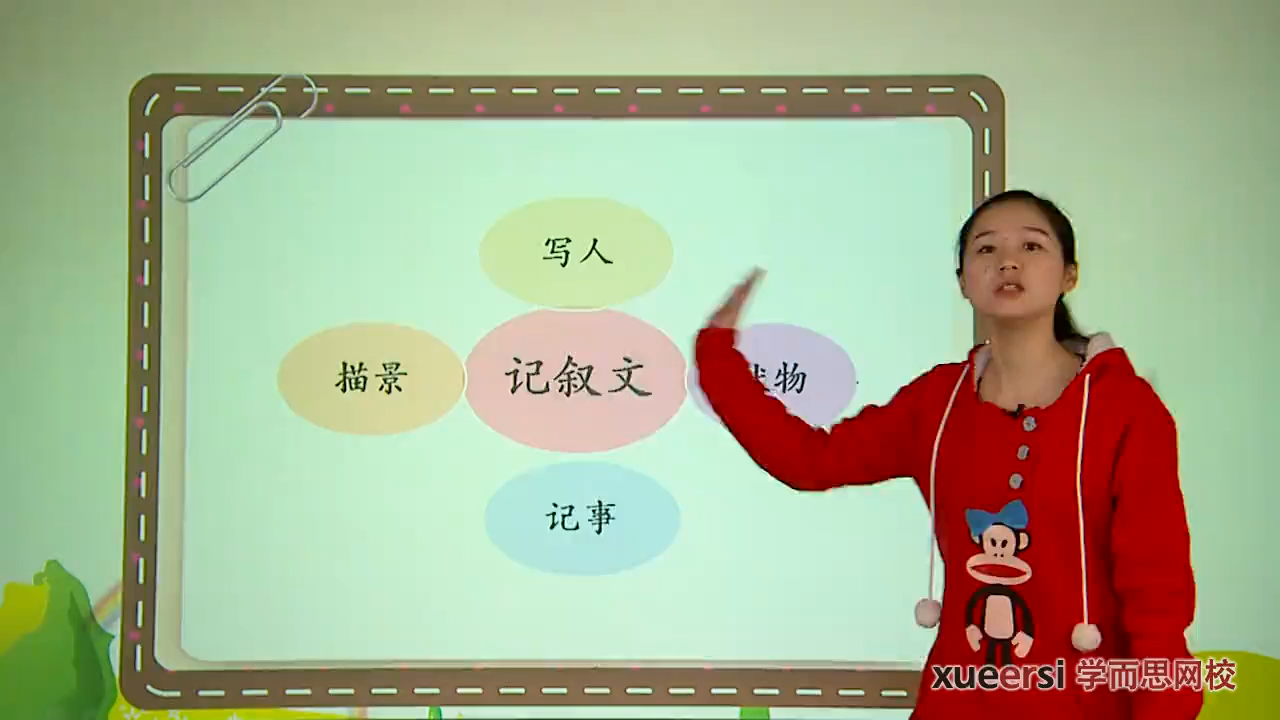 写人
描景
记叙文
物
记事
xueersi 学而思网校